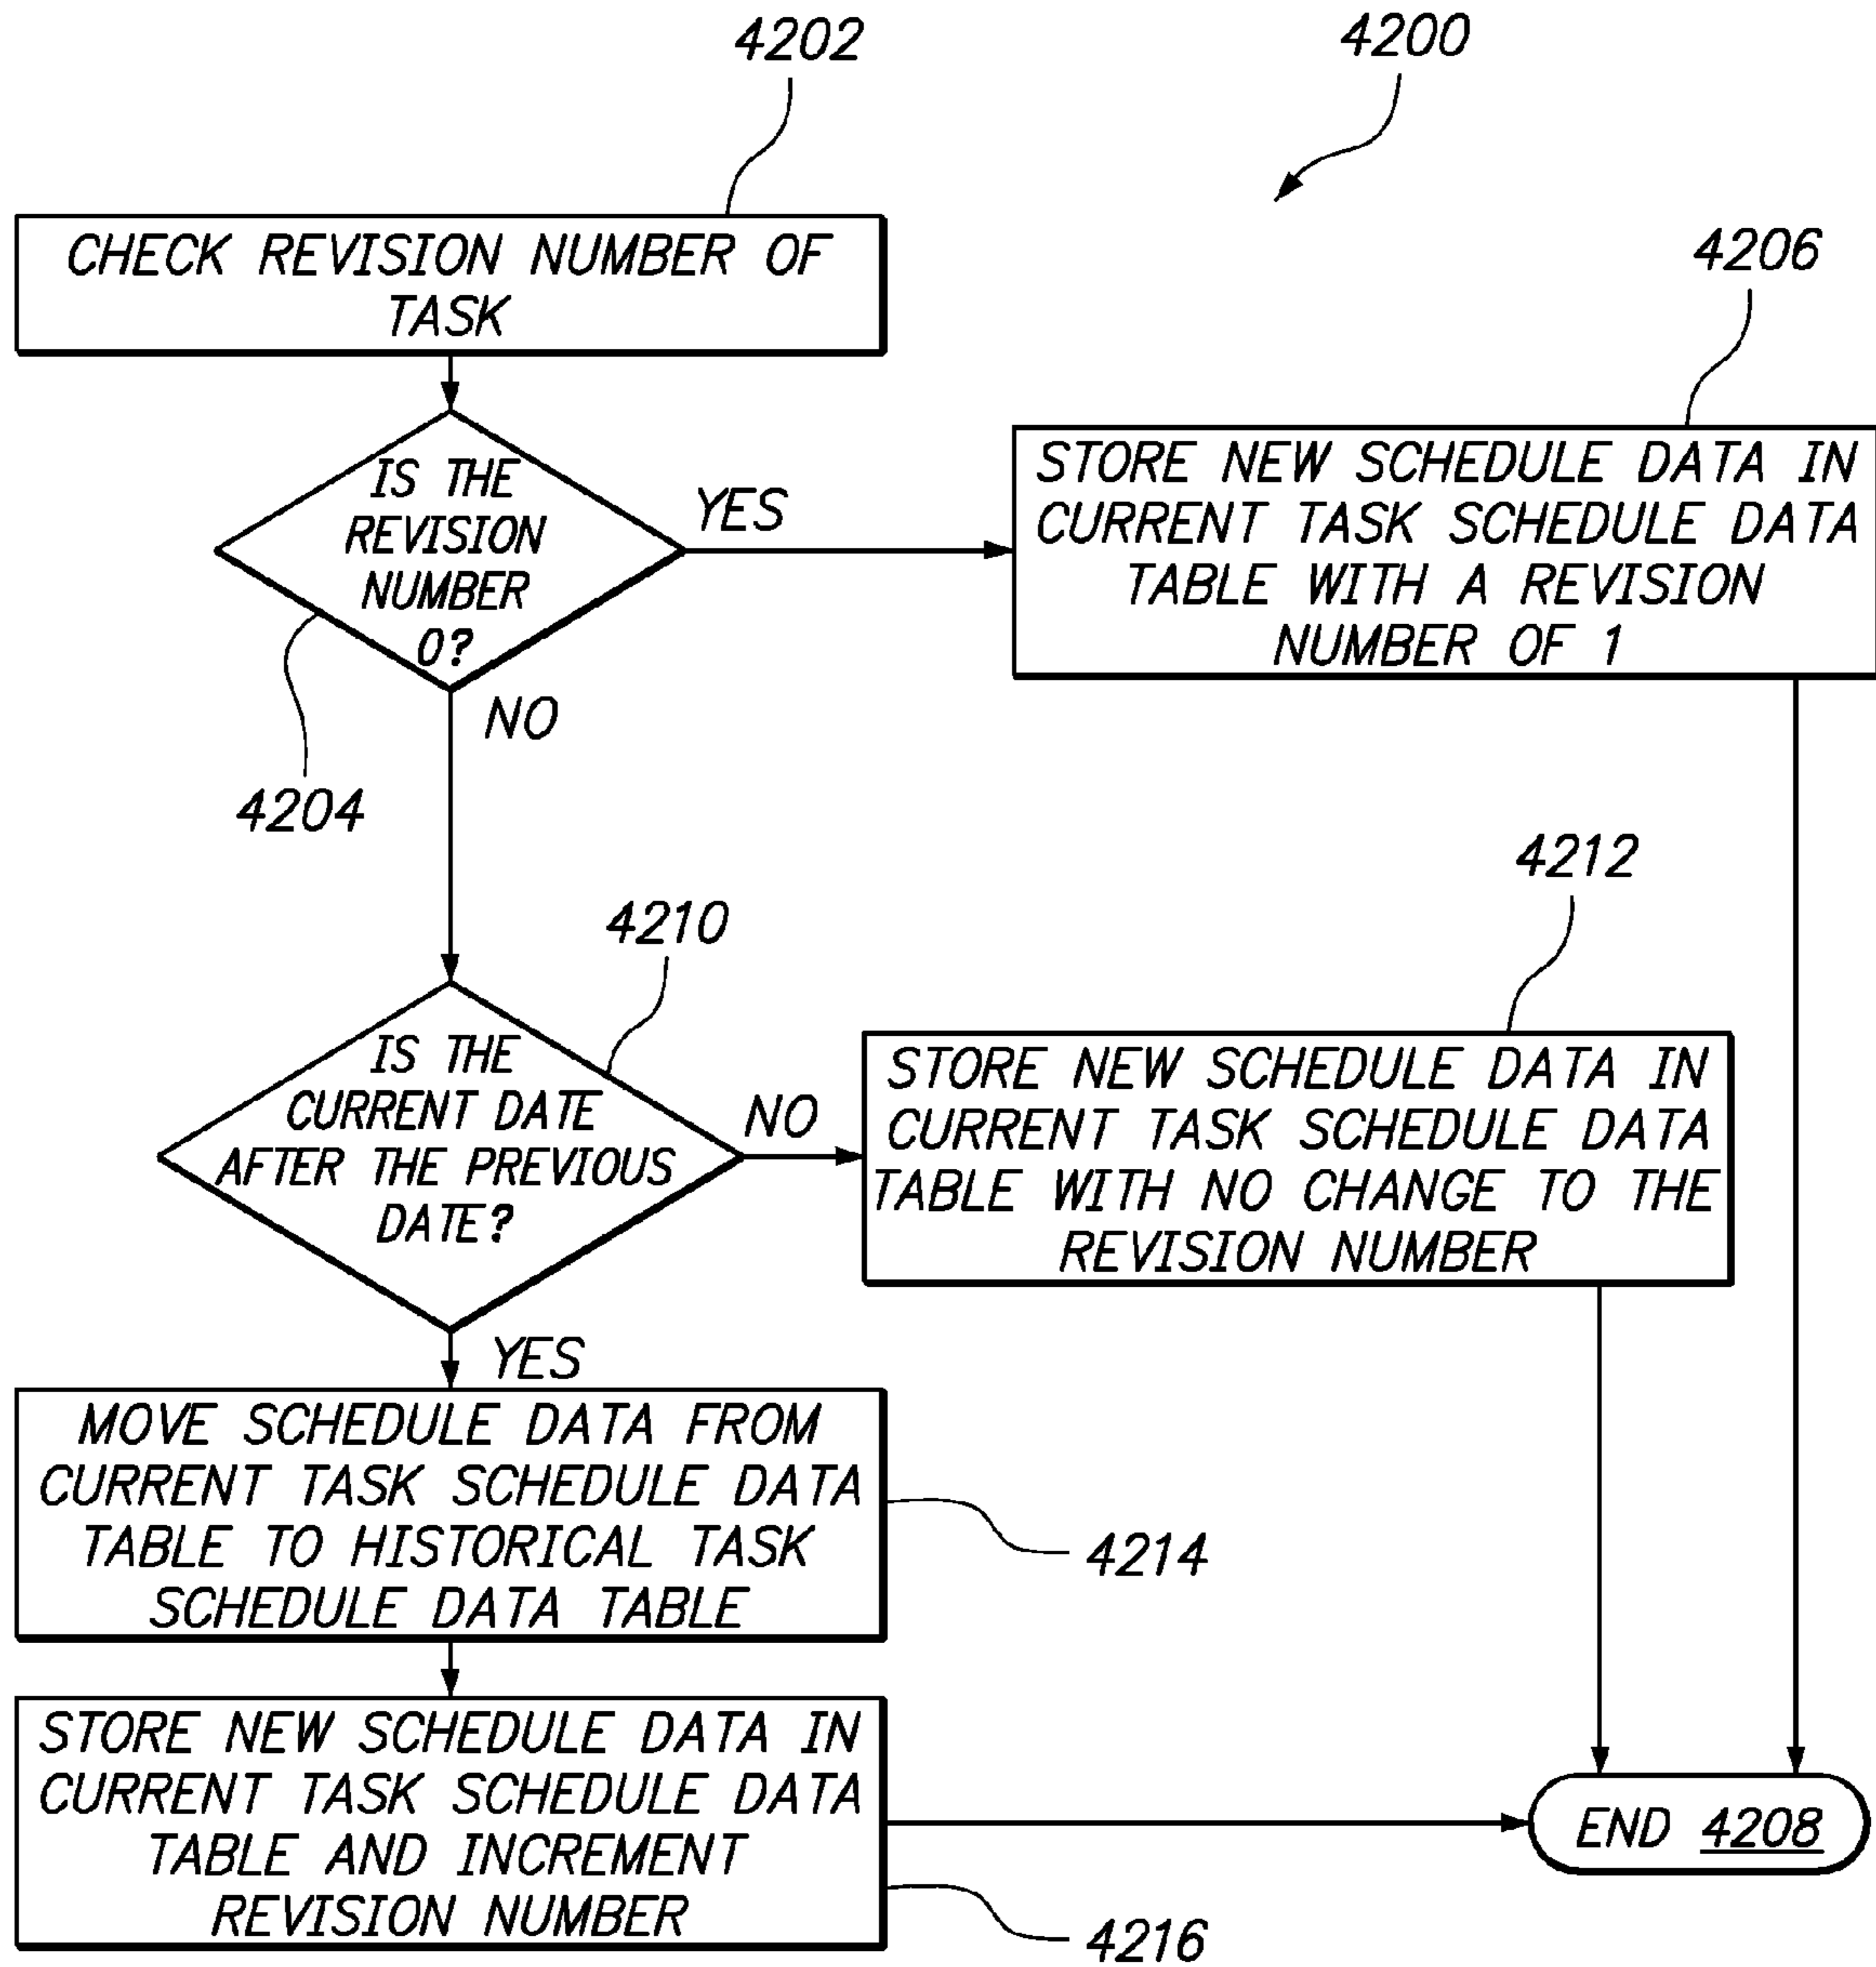 4202
4200
CHECK REVISION NUMBER OF
TASK
4206
IS THE
REVISION
NUMBER
0?
YES
STORE NEW SCHEDULE DATA IN
CURRENT TASK SCHEDULE DATA
TABLE WITH A REVISION
NUMBER OF 1
NO
4204
4212
4210
IS THE
CURRENT DATE
AFTER THE PREVIOUS
DATE?
NO
STORE NEW SCHEDULE DATA IN
CURRENT TASK SCHEDULE DATA
TABLE WITH NO CHANGE TO THE
REVISION NUMBER
YES
MOVE SCHEDULE DATA FROM
CURRENT TASK SCHEDULE DATA
TABLE TO HISTORICAL TASK
SCHEDULE DATA TABLE
4214
STORE NEW SCHEDULE DATA IN
CURRENT TASK SCHEDULE DATA
TABLE AND INCREMENT
REVISION NUMBER
END 4208
4216